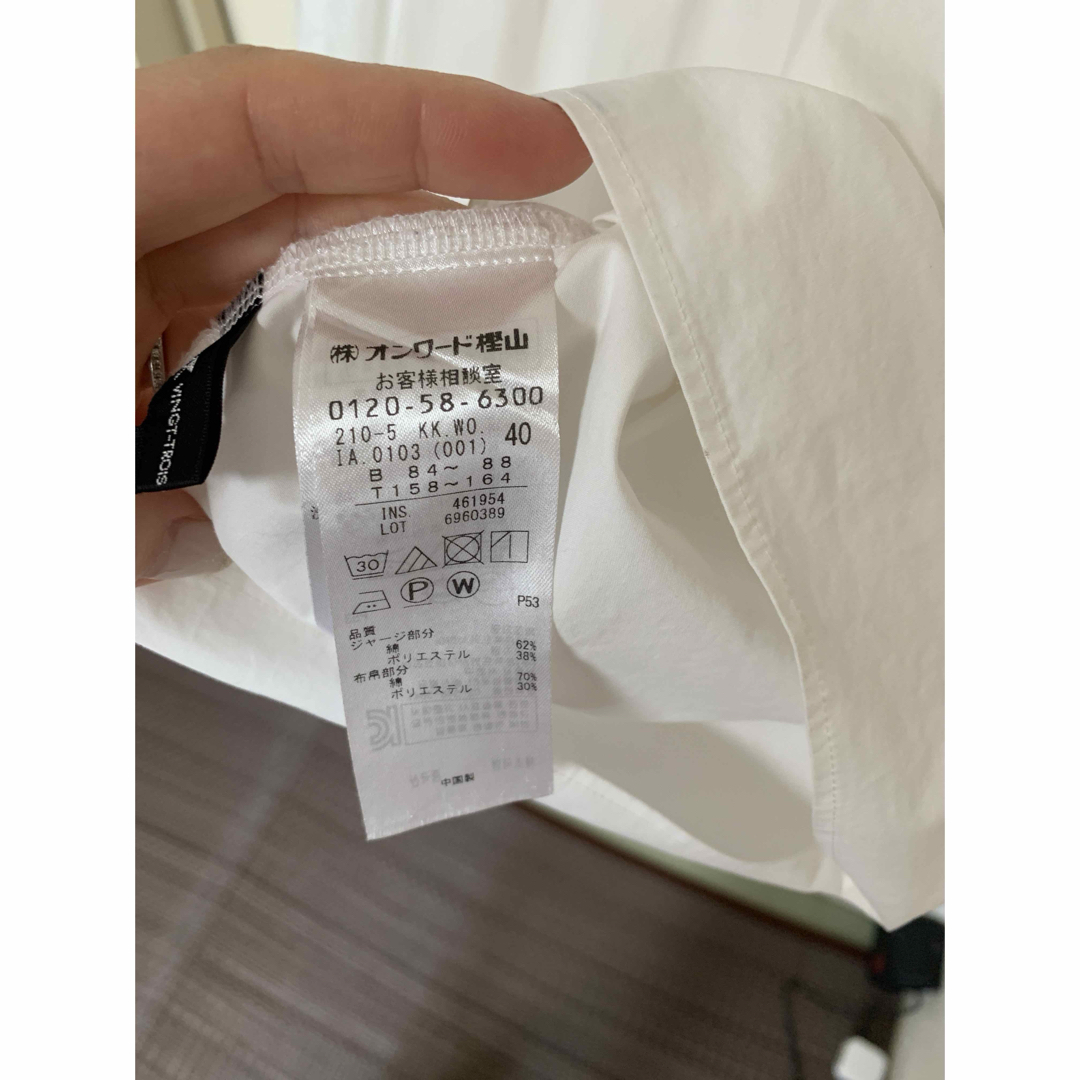 (株)オンワード樫山
お客様相談室
0120-58-6300
210-5 KK.WO.
IA.0103 (001) 40
B 84～ 88
T 158～164
INS. 461954
LOT 6960389
30
P W
P53
品質
ジャージ部分
綿 62%
ポリエステル 38%
布帛部分
綿 70%
ポリエステル 30%
中国製
VINGT-TROIS